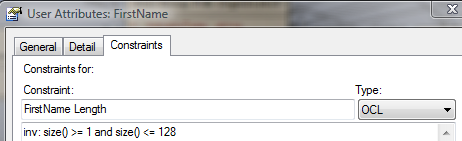 User Attributes: FirstName
General Detail Constraints
Constraints for:
Constraint: Type:
FirstName Length OCL
inv: size() >= 1 and size() <= 128